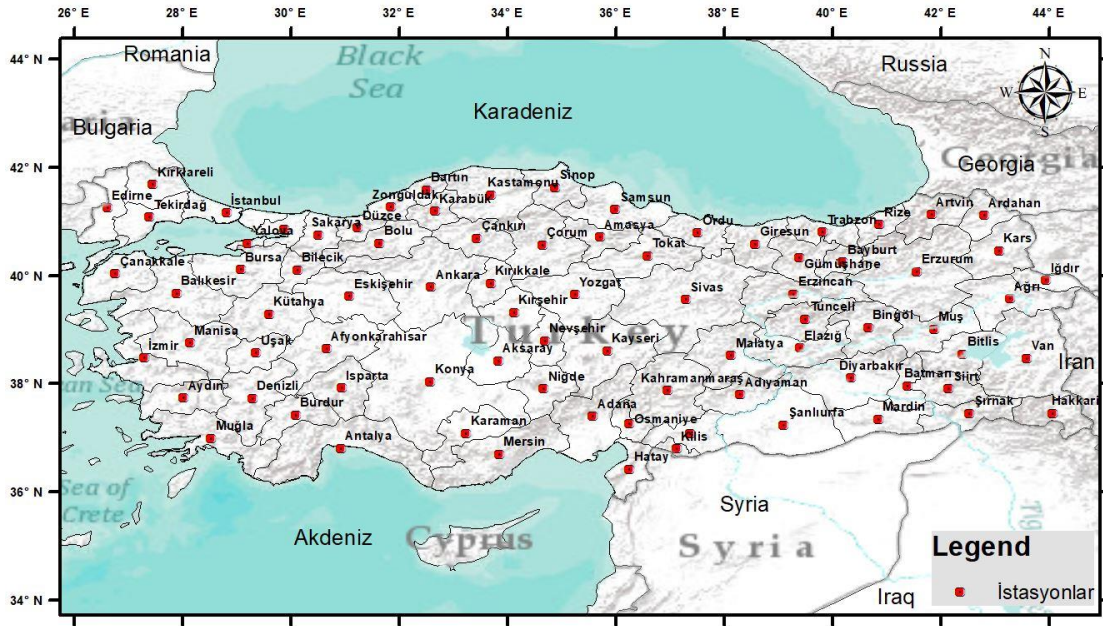 26° E 28° E 30° E 32° E 34° E 36° E 38° E 40° E 42° E 44° E
44° N
42° N
40° N
38° N
36° N
34° N
Romania
Black
Sea
Russia
N
W E
S
Karadeniz
Bulgaria
aria
Georgia
Georgia
Kırklareli
Edirne
Tekirdağ
İstanbul
Zonguldak
Bartın
Karabük
Kastamonu
Sinop
Samsun
Sakarya
Düzce
Bolu
Yalova
Çankırı
Çorum
Amasya
Tokat
Ordu
Giresun
Trabzon
Rize
Artvin
Ardahan
Kars
Bayburt
Gümüşhane
Erzurum
Iğdır
Ağrı
Çanakkale
Balıkesir
Bursa
Bilecik
Kütahya
Eskişehir
Ankara
Kırıkkale
Kırşehir
Yozgat
Sivas
Erzincan
Tunceli
Bingöl
Muş
Elazığ
Bitlis
Van
Iran
Turkey
Manisa
İzmir
Uşak
Afyonkarahisar
Nevşehir
Aksaray
Kayseri
Malatya
Diyarbakır
Batman
Siirt
Şırnak
Hakkari
an Sea
Aydın
Denizli
Isparta
Burdur
Konya
Niğde
Kahramanmaraş
Adıyaman
Şanlıurfa
Mardin
Muğla
Antalya
Karaman
Mersin
Adana
Osmaniye
Kilis
Hatay
Sea of
Crete
Akdeniz
Cyprus
Syria
Syria
Iraq
Legend
İstasyonlar